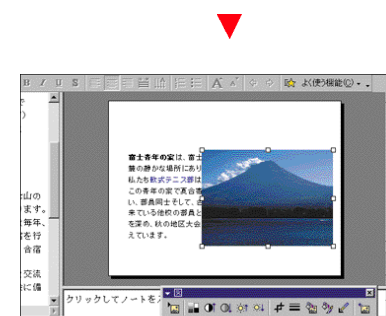 B I U S
よく使う機能(O)
富士青年の家は、富士
麓の静かな場所にあり
私たち軟式テニス部は
この青年の家で夏合宿
い、部員同士そして、合
来ている他校の部員と
を深め、秋の地区大会
えています。
山の
ます。
毎年、
を行
合宿
交流
に備
クリックしてノートを